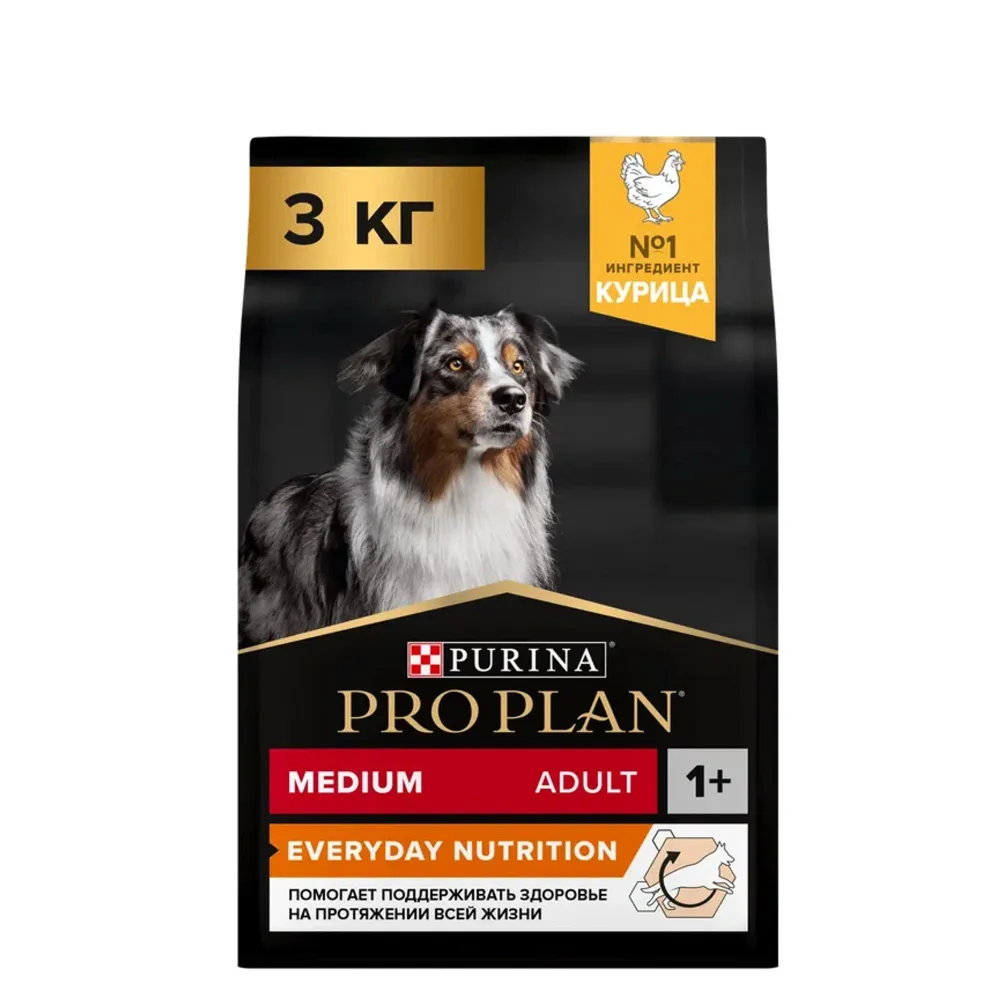 3 КГ
№1
ИНГРЕДИЕНТ
КУРИЦА
PURINA
PRO PLAN
MEDIUM ADULT 1+
EVERYDAY NUTRITION
ПОМОГАЕТ ПОДДЕРЖИВАТЬ ЗДОРОВЬЕ
НА ПРОТЯЖЕНИИ ВСЕЙ ЖИЗНИ